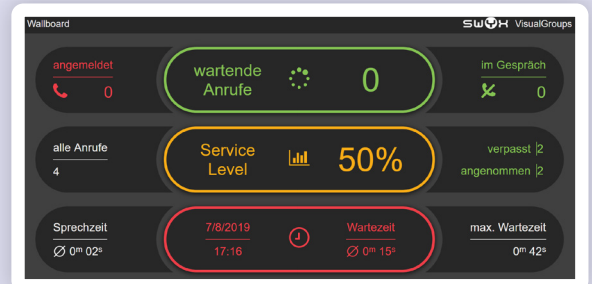 Wallboard
SWYX VisualGroups
angemeldet
0
wartende
Anrufe
0
im Gespräch
0
alle Anrufe
4
Service
Level
50%
verpasst |2
angenommen |2
Sprechzeit
Ø 0m 02s
7/8/2019
17:16
Wartezeit
Ø 0m 15s
max. Wartezeit
0m 42s